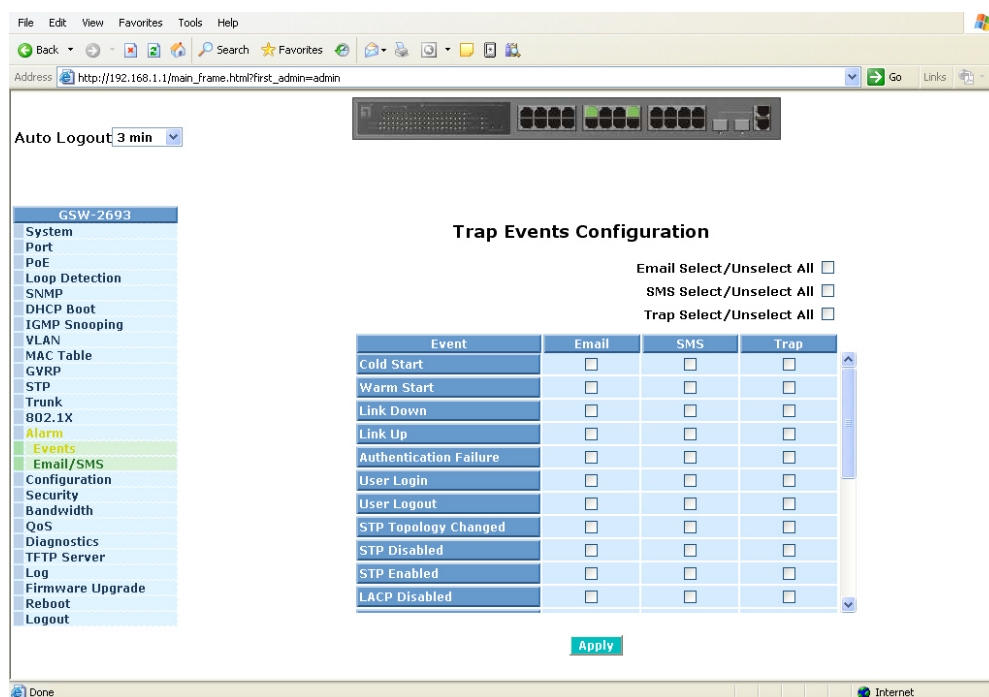 File Edit View Favorites Tools Help
Back Search Favorites
Address http://192.168.1.1/main_frame.html?first_admin=admin Go Links
Auto Logout 3 min
GSW-2693
System
Port
PoE
Loop Detection
SNMP
DHCP Boot
IGMP Snooping
VLAN
MAC Table
GVRP
STP
Trunk
802.1X
Alarm
Events
Email/SMS
Configuration
Security
Bandwidth
QoS
Diagnostics
TFTP Server
Log
Firmware Upgrade
Reboot
Logout
Trap Events Configuration
Email Select/Unselect All
SMS Select/Unselect All
Trap Select/Unselect All
Event Email SMS Trap
Cold Start
Warm Start
Link Down
Link Up
Authentication Failure
User Login
User Logout
STP Topology Changed
STP Disabled
STP Enabled
LACP Disabled
Apply
Done Internet